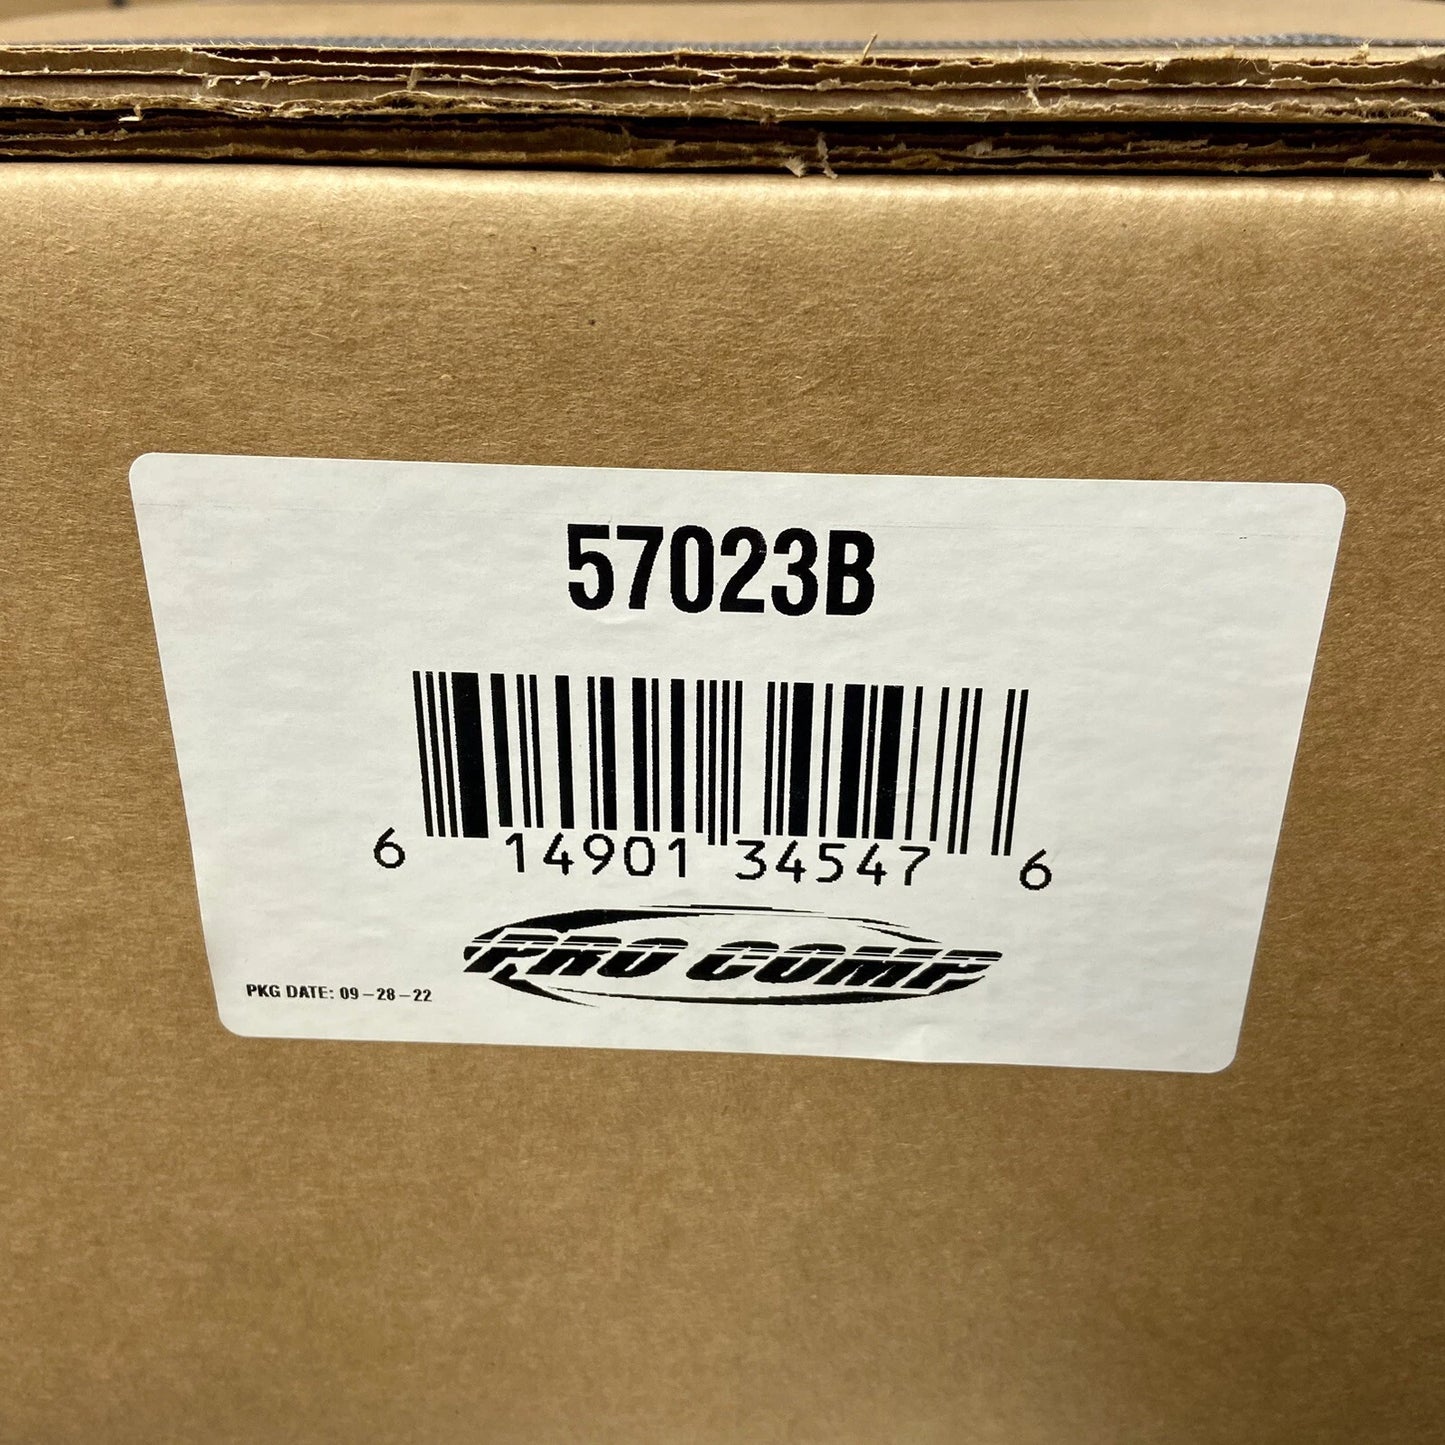 57023B
6 14901 34547 6
PRO COMP
PKG DATE: 09-28-22